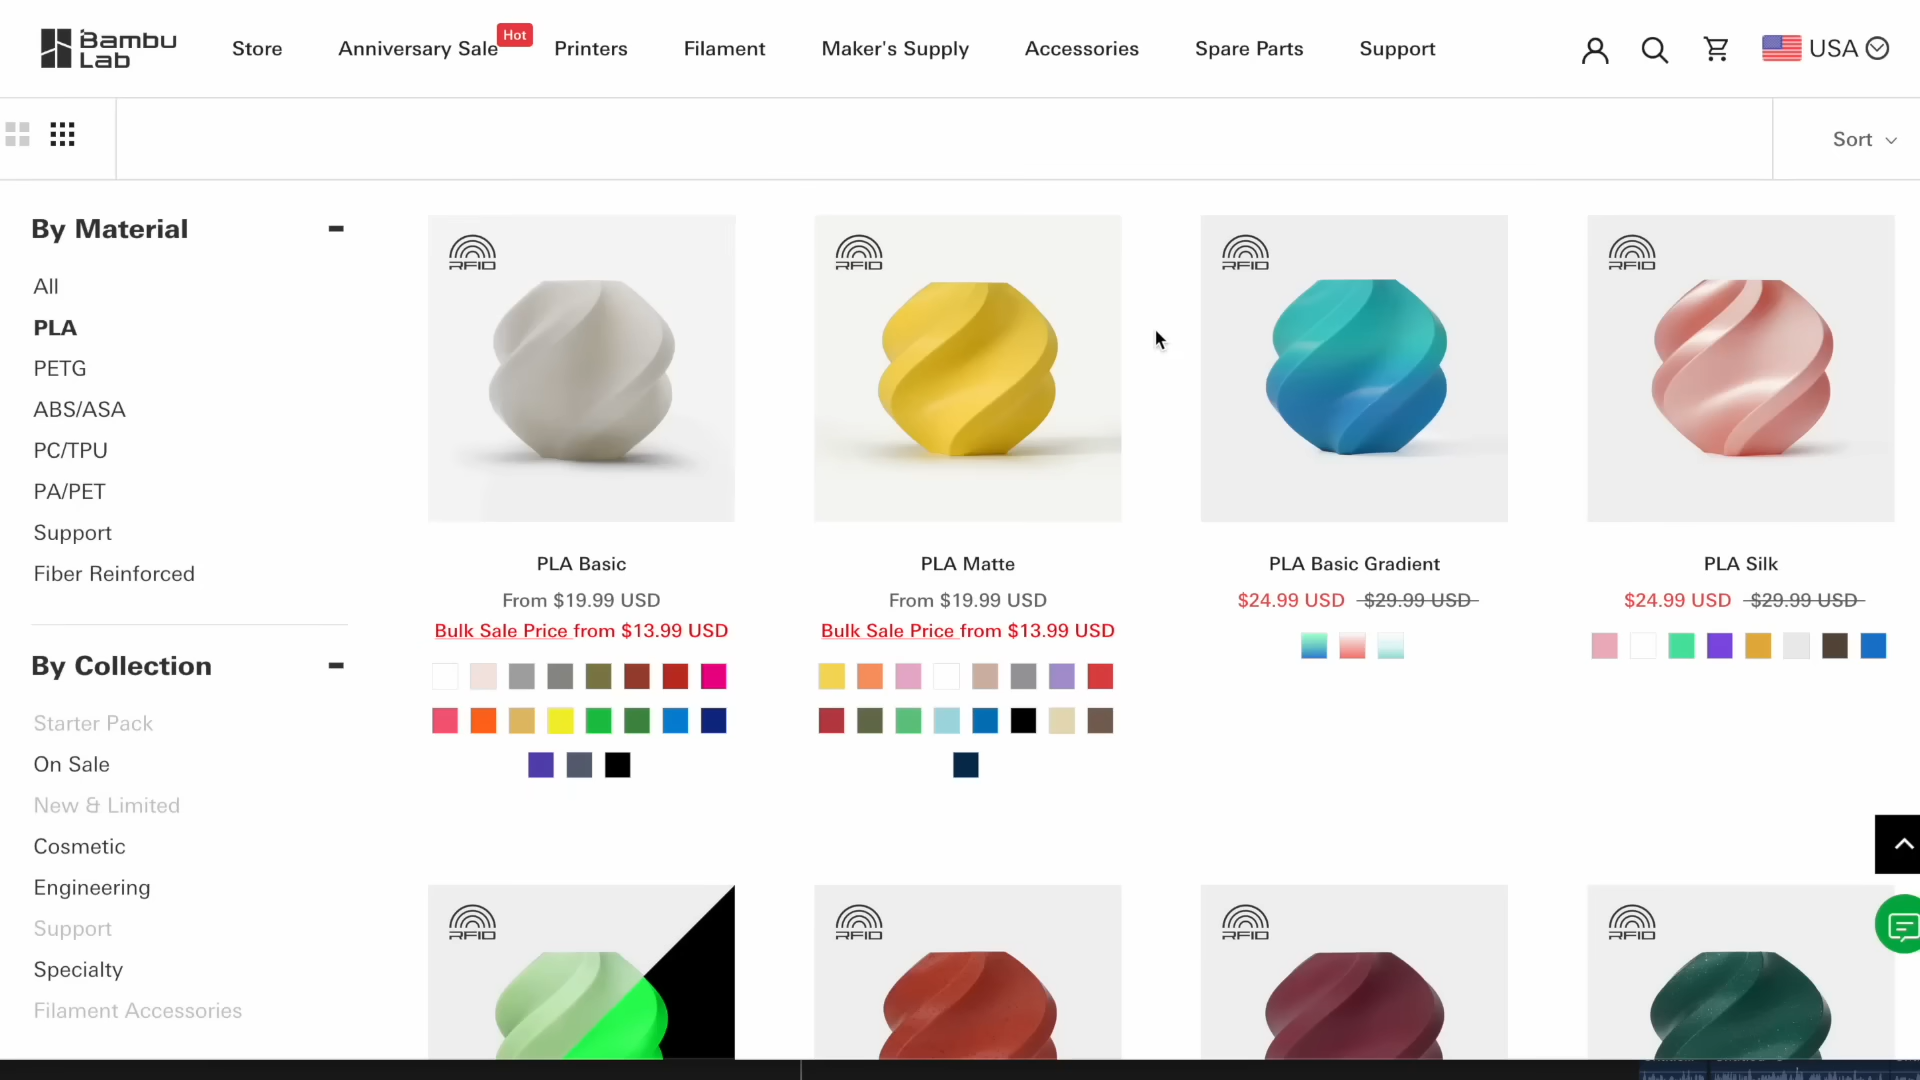 Bambu
Lab
Store
Anniversary Sale
Hot
Printers
Filament
Maker's Supply
Accessories
Spare Parts
Support
USA
Sort
By Material
All
PLA
PETG
ABS/ASA
PC/TPU
PA/PET
Support
Fiber Reinforced
By Collection
Starter Pack
On Sale
New & Limited
Cosmetic
Engineering
Support
Specialty
Filament Accessories
RFID
PLA Basic
From $19.99 USD
Bulk Sale Price from $13.99 USD
RFID
PLA Matte
From $19.99 USD
Bulk Sale Price from $13.99 USD
RFID
PLA Basic Gradient
$24.99 USD $29.99 USD
RFID
PLA Silk
$24.99 USD $29.99 USD
RFID
RFID
RFID
RFID